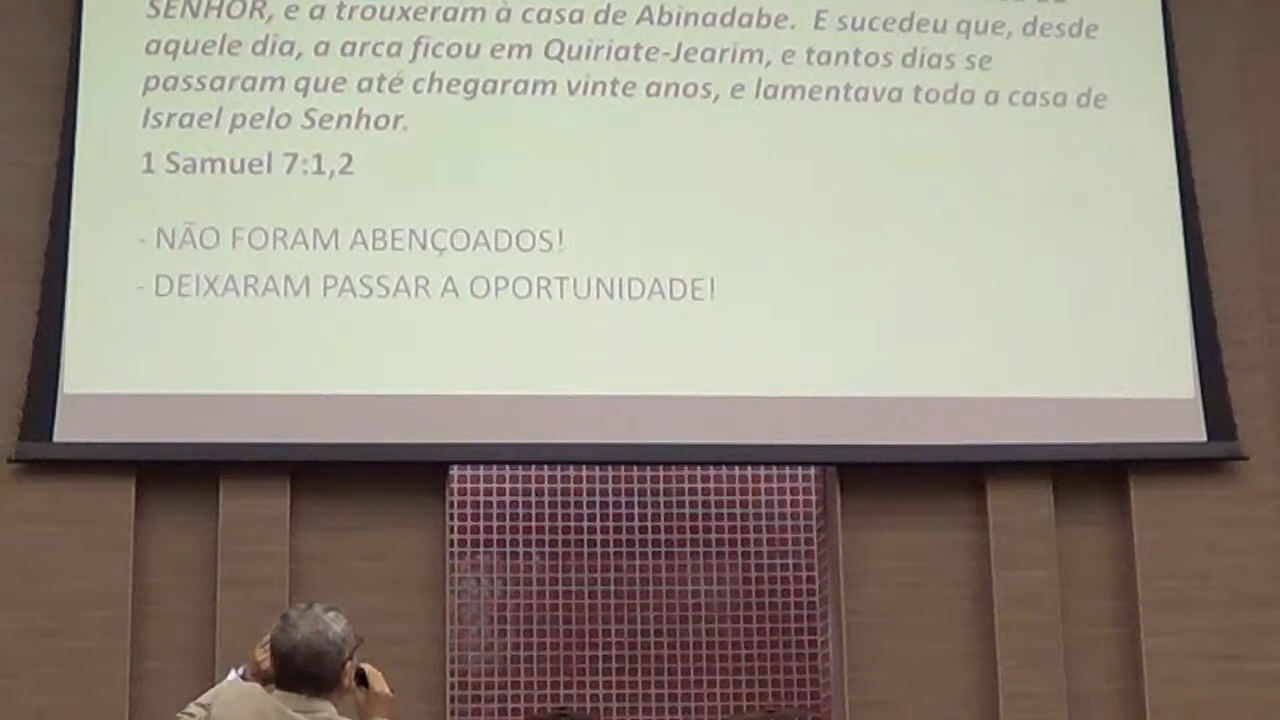 SENHOR, e a trouxeram à casa de Abinadabe. E sucedeu que, desde
aquele dia, a arca ficou em Quiriate-Jearim, e tantos dias se
passaram que até chegaram vinte anos, e lamentava toda a casa de
Israel pelo Senhor.
1 Samuel 7:1,2
- NÃO FORAM ABENÇOADOS!
- DEIXARAM PASSAR A OPORTUNIDADE!